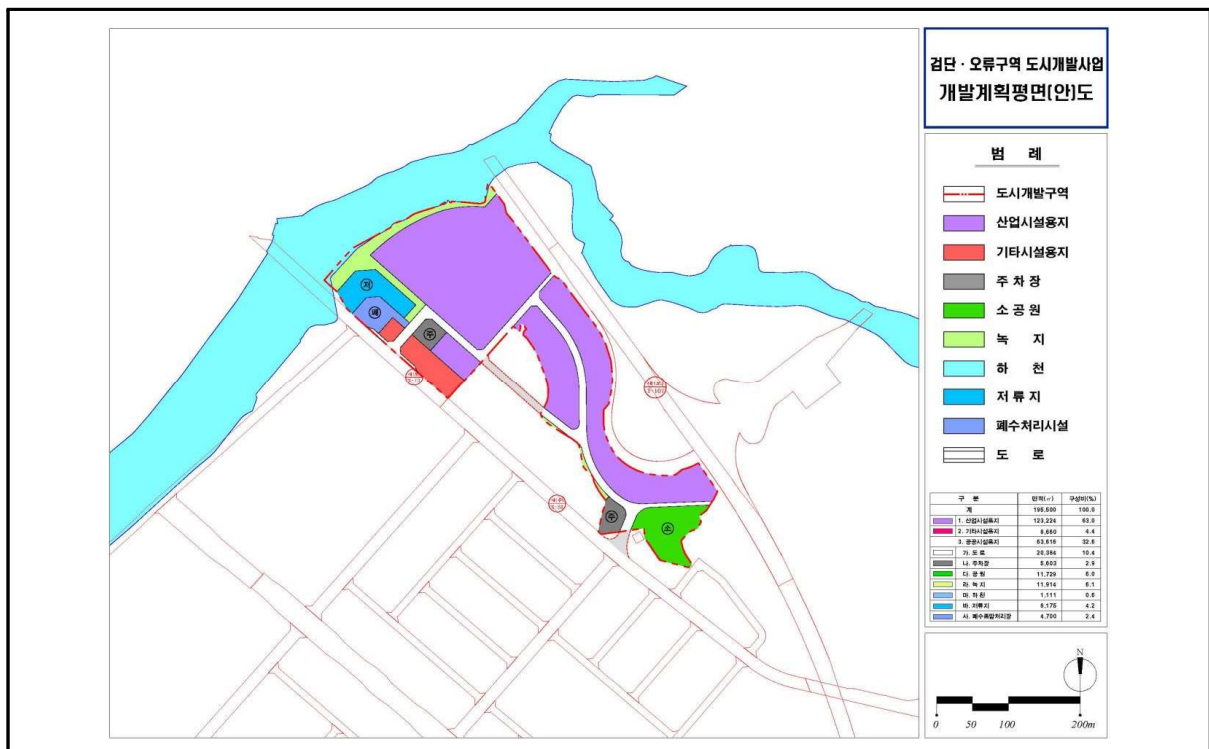 검단 · 오류구역 도시개발사업
개발계획평면(안)도
범 례
도시개발구역
산업시설용지
기타시설용지
주 차 장
소 공 원
녹 지
하 천
저 류 지
폐수처리시설
도 로
구 분 면적(㎡) 구성비(%)
계 195,500 100.0
1. 산업시설용지 123,224 63.0
2. 기타시설용지 8,660 4.4
3. 공공시설용지 63,616 32.6
가. 도 로 20,384 10.4
나. 주차장 5,603 2.9
다. 공 원 11,729 6.0
라. 녹 지 11,914 6.1
마. 하 천 1,111 0.6
바. 저류지 8,175 4.2
사. 폐수종말처리장 4,700 2.4
N
0 50 100 200m
저
폐
주
주
소